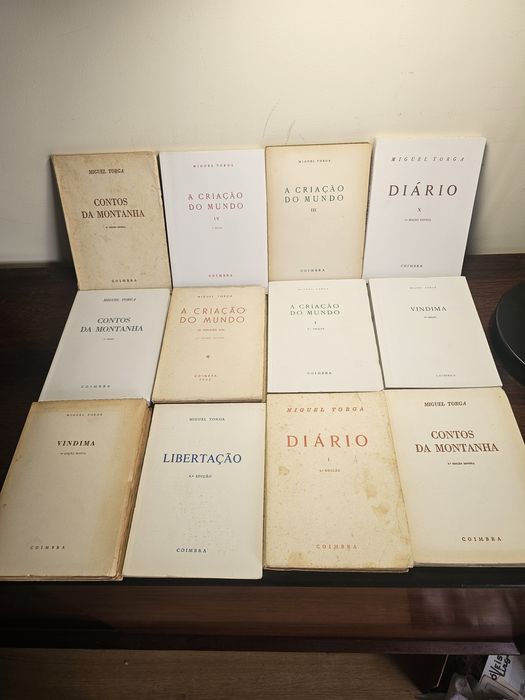 MIGUEL TORGA
CONTOS
DA MONTANHA
COIMBRA
MIGUEL TORGA
A CRIAÇÃO
DO MUNDO
IV
COIMBRA
MIGUEL TORGA
A CRIAÇÃO
DO MUNDO
III
COIMBRA
MIGUEL TORGA
DIÁRIO
X
COIMBRA
MIGUEL TORGA
CONTOS
DA MONTANHA
COIMBRA
MIGUEL TORGA
A CRIAÇÃO
DO MUNDO
COIMBRA
MIGUEL TORGA
A CRIAÇÃO
DO MUNDO
I
COIMBRA
MIGUEL TORGA
VINDIMA
COIMBRA
MIGUEL TORGA
VINDIMA
COIMBRA
MIGUEL TORGA
LIBERTAÇÃO
4.ª EDIÇÃO
COIMBRA
MIGUEL TORGA
DIÁRIO
I
EDIÇÃO
COIMBRA
MIGUEL TORGA
CONTOS
DA MONTANHA
COIMBRA